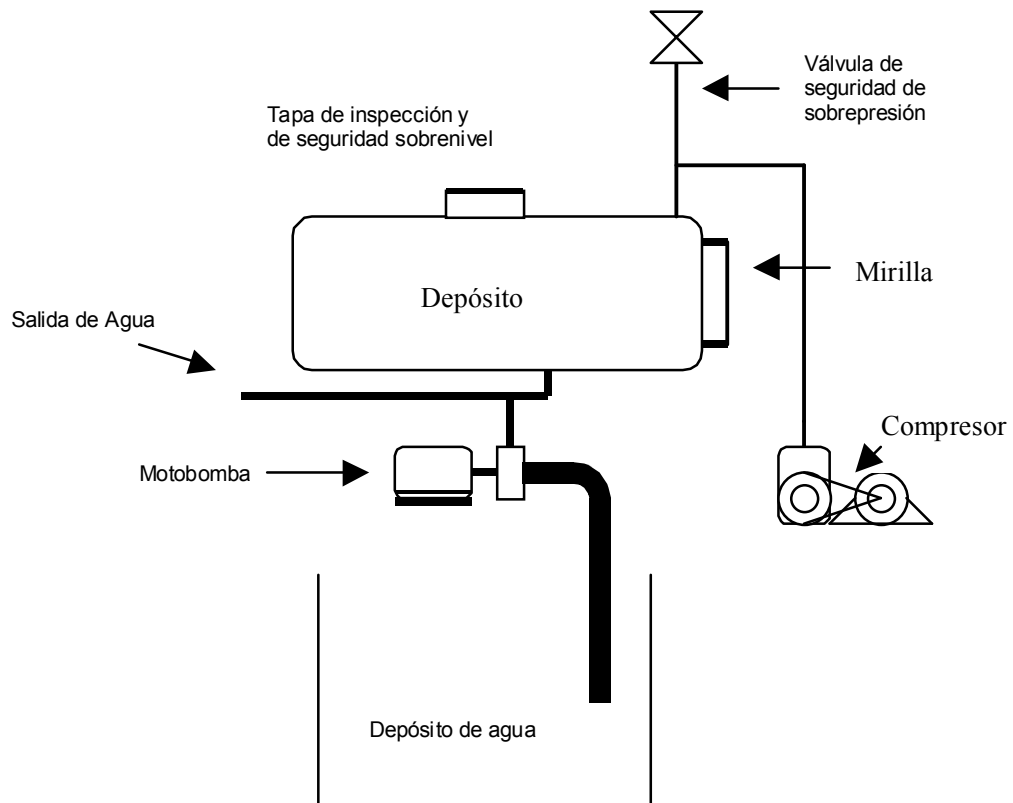 Válvula de
seguridad de
sobrepresión
Tapa de inspección y
de seguridad sobrenivel
Mirilla
Depósito
Salida de Agua
Compresor
Motobomba
Depósito de agua